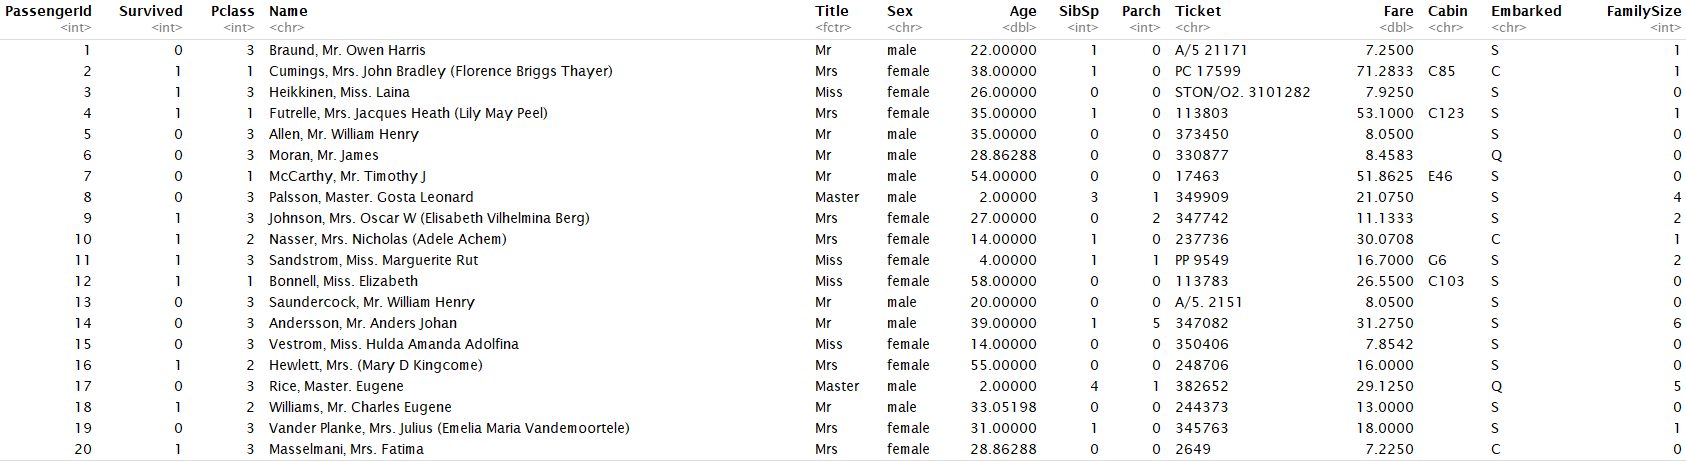 PassengerId Survived Pclass Name Title Sex Age SibSp Parch Ticket Fare Cabin Embarked FamilySize
<int> <int> <int> <chr> <fctr> <chr> <dbl> <int> <int> <chr> <dbl> <chr> <chr> <int>
1 0 3 Braund, Mr. Owen Harris Mr male 22.00000 1 0 A/5 21171 7.2500 S 1
2 1 1 Cumings, Mrs. John Bradley (Florence Briggs Thayer) Mrs female 38.00000 1 0 PC 17599 71.2833 C85 C 1
3 1 3 Heikkinen, Miss. Laina Miss female 26.00000 0 0 STON/O2. 3101282 7.9250 S 0
4 1 1 Futrelle, Mrs. Jacques Heath (Lily May Peel) Mrs female 35.00000 1 0 113803 53.1000 C123 S 1
5 0 3 Allen, Mr. William Henry Mr male 35.00000 0 0 373450 8.0500 S 0
6 0 3 Moran, Mr. James Mr male 28.86288 0 0 330877 8.4583 Q 0
7 0 1 McCarthy, Mr. Timothy J Mr male 54.00000 0 0 17463 51.8625 E46 S 0
8 0 3 Palsson, Master. Gosta Leonard Master male 2.00000 3 1 349909 21.0750 S 4
9 1 3 Johnson, Mrs. Oscar W (Elisabeth Vilhelmina Berg) Mrs female 27.00000 0 2 347742 11.1333 S 2
10 1 2 Nasser, Mrs. Nicholas (Adele Achem) Mrs female 14.00000 1 0 237736 30.0708 C 1
11 1 3 Sandstrom, Miss. Marguerite Rut Miss female 4.00000 1 1 PP 9549 16.7000 G6 S 2
12 1 1 Bonnell, Miss. Elizabeth Miss female 58.00000 0 0 113783 26.5500 C103 S 0
13 0 3 Saundercock, Mr. William Henry Mr male 20.00000 0 0 A/5. 2151 8.0500 S 0
14 0 3 Andersson, Mr. Anders Johan Mr male 39.00000 1 5 347082 31.2750 S 6
15 0 3 Vestrom, Miss. Hulda Amanda Adolfina Miss female 14.00000 0 0 350406 7.8542 S 0
16 1 2 Hewlett, Mrs. (Mary D Kingcome) Mrs female 55.00000 0 0 248706 16.0000 S 0
17 0 3 Rice, Master. Eugene Master male 2.00000 4 1 382652 29.1250 Q 5
18 1 2 Williams, Mr. Charles Eugene Mr male 33.05198 0 0 244373 13.0000 S 0
19 0 3 Vander Planke, Mrs. Julius (Emelia Maria Vandemoortele) Mrs female 31.00000 1 0 345763 18.0000 S 1
20 1 3 Masselmani, Mrs. Fatima Mrs female 28.86288 0 0 2649 7.2250 C 0